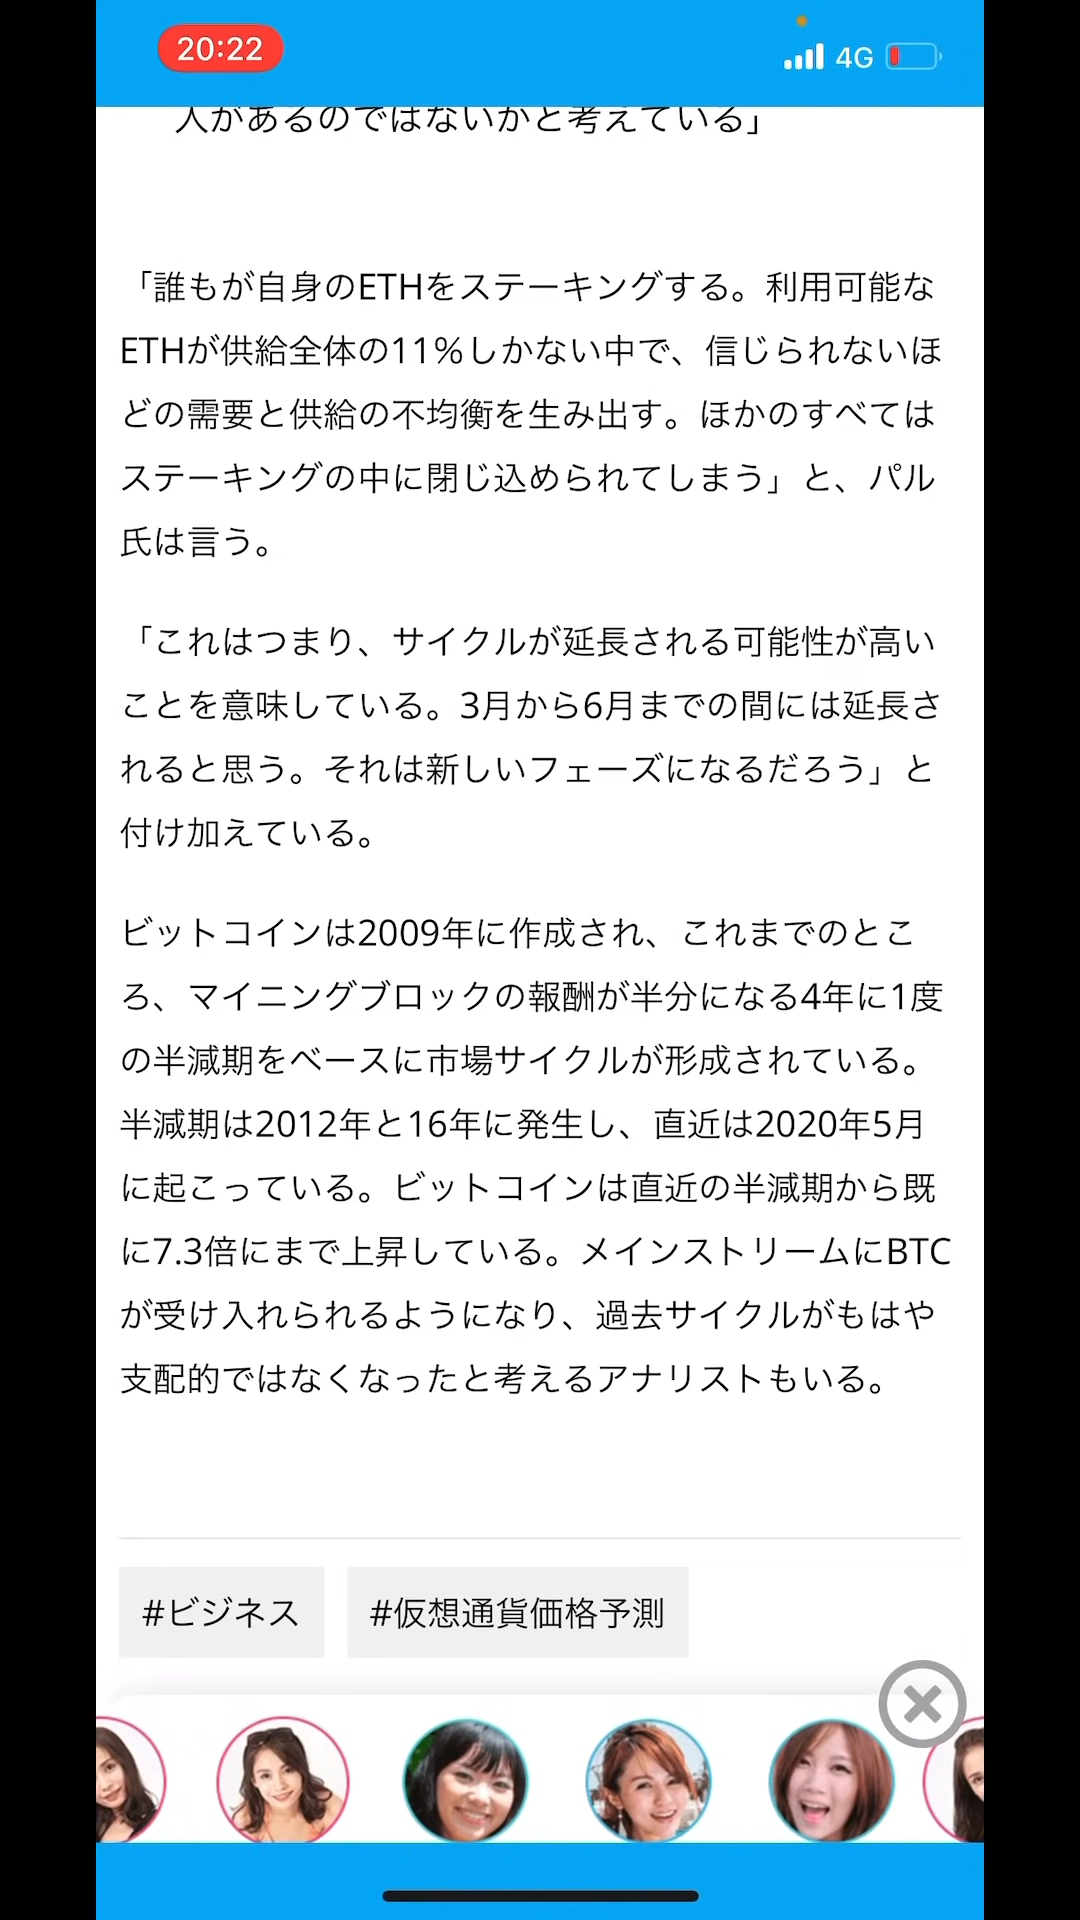 20:22
4G
人があるのではないかと考えている」
「誰もが自身のETHをステーキングする。利用可能な
ETHが供給全体の11%しかない中で、信じられないほ
どの需要と供給の不均衡を生み出す。ほかのすべては
ステーキングの中に閉じ込められてしまう」と、パル
氏は言う。
「これはつまり、サイクルが延長される可能性が高い
ことを意味している。3月から6月までの間には延長さ
れると思う。それは新しいフェーズになるだろう」と
付け加えている。
ビットコインは2009年に作成され、これまでのとこ
ろ、マイニングブロックの報酬が半分になる4年に1度
の半減期をベースに市場サイクルが形成されている。
半減期は2012年と16年に発生し、直近は2020年5月
に起こっている。ビットコインは直近の半減期から既
に7.3倍にまで上昇している。メインストリームにBTC
が受け入れられるようになり、過去サイクルがもはや
支配的ではなくなったと考えるアナリストもいる。
#ビジネス
#仮想通貨価格予測